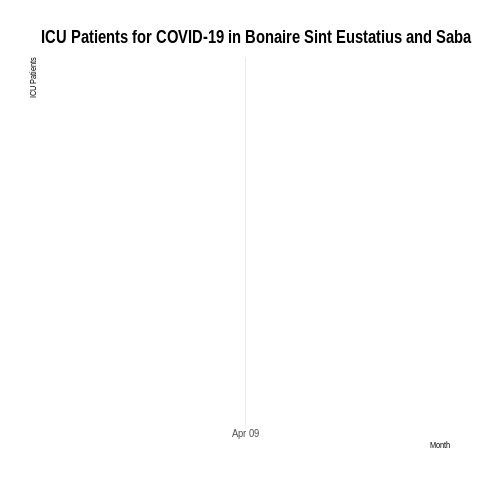 ICU Patients for COVID-19 in Bonaire Sint Eustatius and Saba
ICU Patients
Apr 09
Month